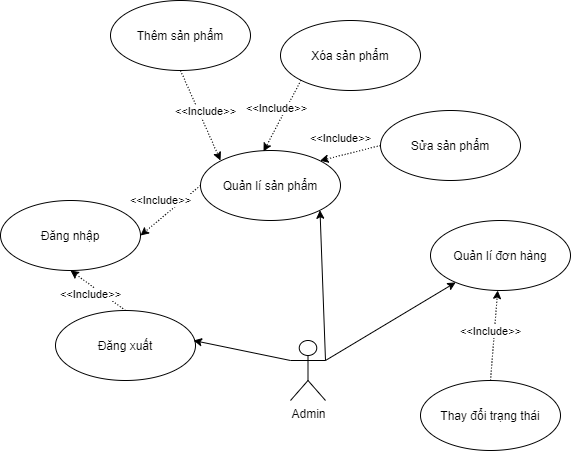 Thêm sản phẩm
Xóa sản phẩm
<<Include>>
<<Include>>
<<Include>>
Sửa sản phẩm
Quản lí sản phẩm
<<Include>>
Đăng nhập
Quản lí đơn hàng
<<Include>>
<<Include>>
Đăng xuất
Admin
Thay đổi trạng thái